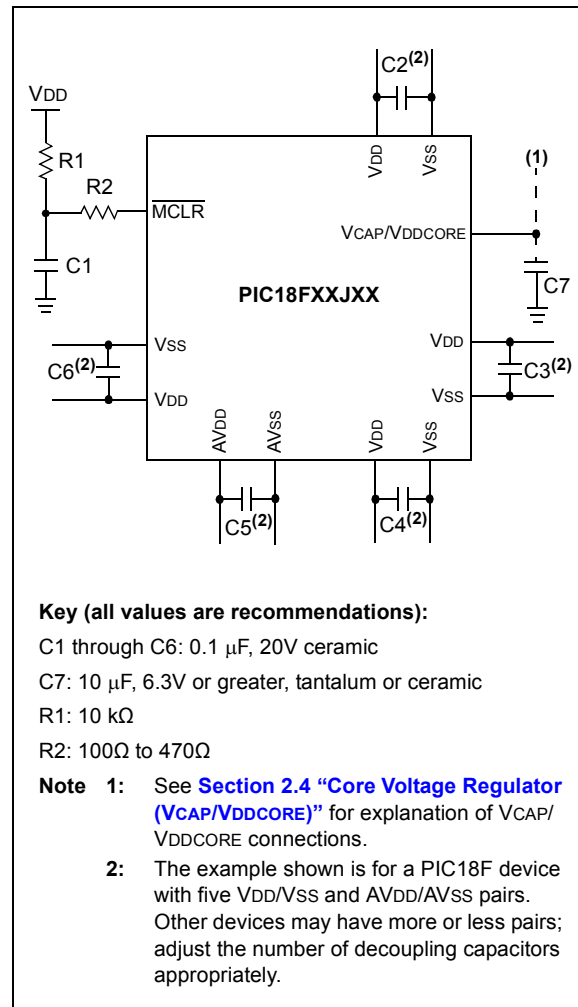 C2(2)
VDD
R1
R2
VDD
VSS
(1)
MCLR
VCAP/VDDCORE
C1
C7
PIC18FXXJXX
VSS
VDD
C6(2)
C3(2)
VDD
VSS
AVDD
AVSS
VDD
VSS
C5(2)
C4(2)
Key (all values are recommendations):
C1 through C6: 0.1 μF, 20V ceramic
C7: 10 μF, 6.3V or greater, tantalum or ceramic
R1: 10 kΩ
R2: 100Ω to 470Ω
Note 1: See Section 2.4 “Core Voltage Regulator
(VCAP/VDDCORE)” for explanation of VCAP/
VDDCORE connections.
2: The example shown is for a PIC18F device
with five VDD/VSS and AVDD/AVSS pairs.
Other devices may have more or less pairs;
adjust the number of decoupling capacitors
appropriately.